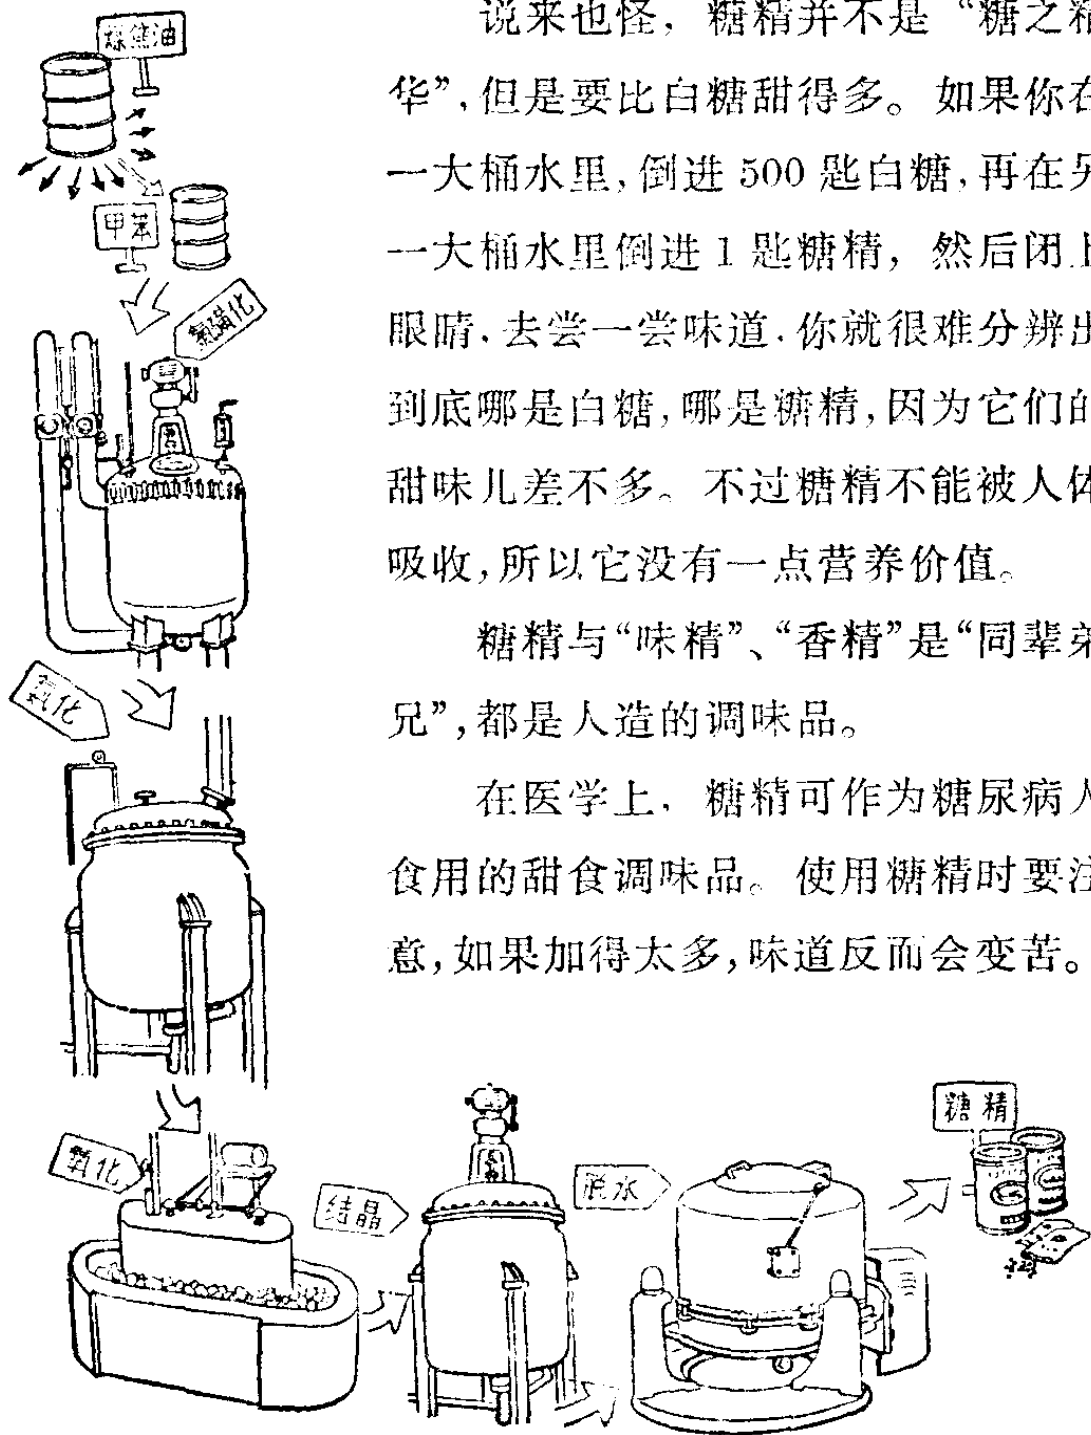 说来也怪，糖精并不是“糖之精
华”，但是要比白糖甜得多。如果你在
一大桶水里，倒进 500 匙白糖，再在另
一大桶水里倒进 1 匙糖精，然后闭上
眼睛，去尝一尝味道，你就很难分辨出
到底哪是白糖，哪是糖精，因为它们的
甜味儿差不多。不过糖精不能被人体
吸收，所以它没有一点营养价值。
糖精与“味精”、“香精”是“同辈弟
兄”，都是人造的调味品。
在医学上，糖精可作为糖尿病人
食用的甜食调味品。使用糖精时要注
意，如果加得太多，味道反而会变苦。
煤焦油
甲苯
氯磺化
氨化
氧化
结晶
脱水
糖精